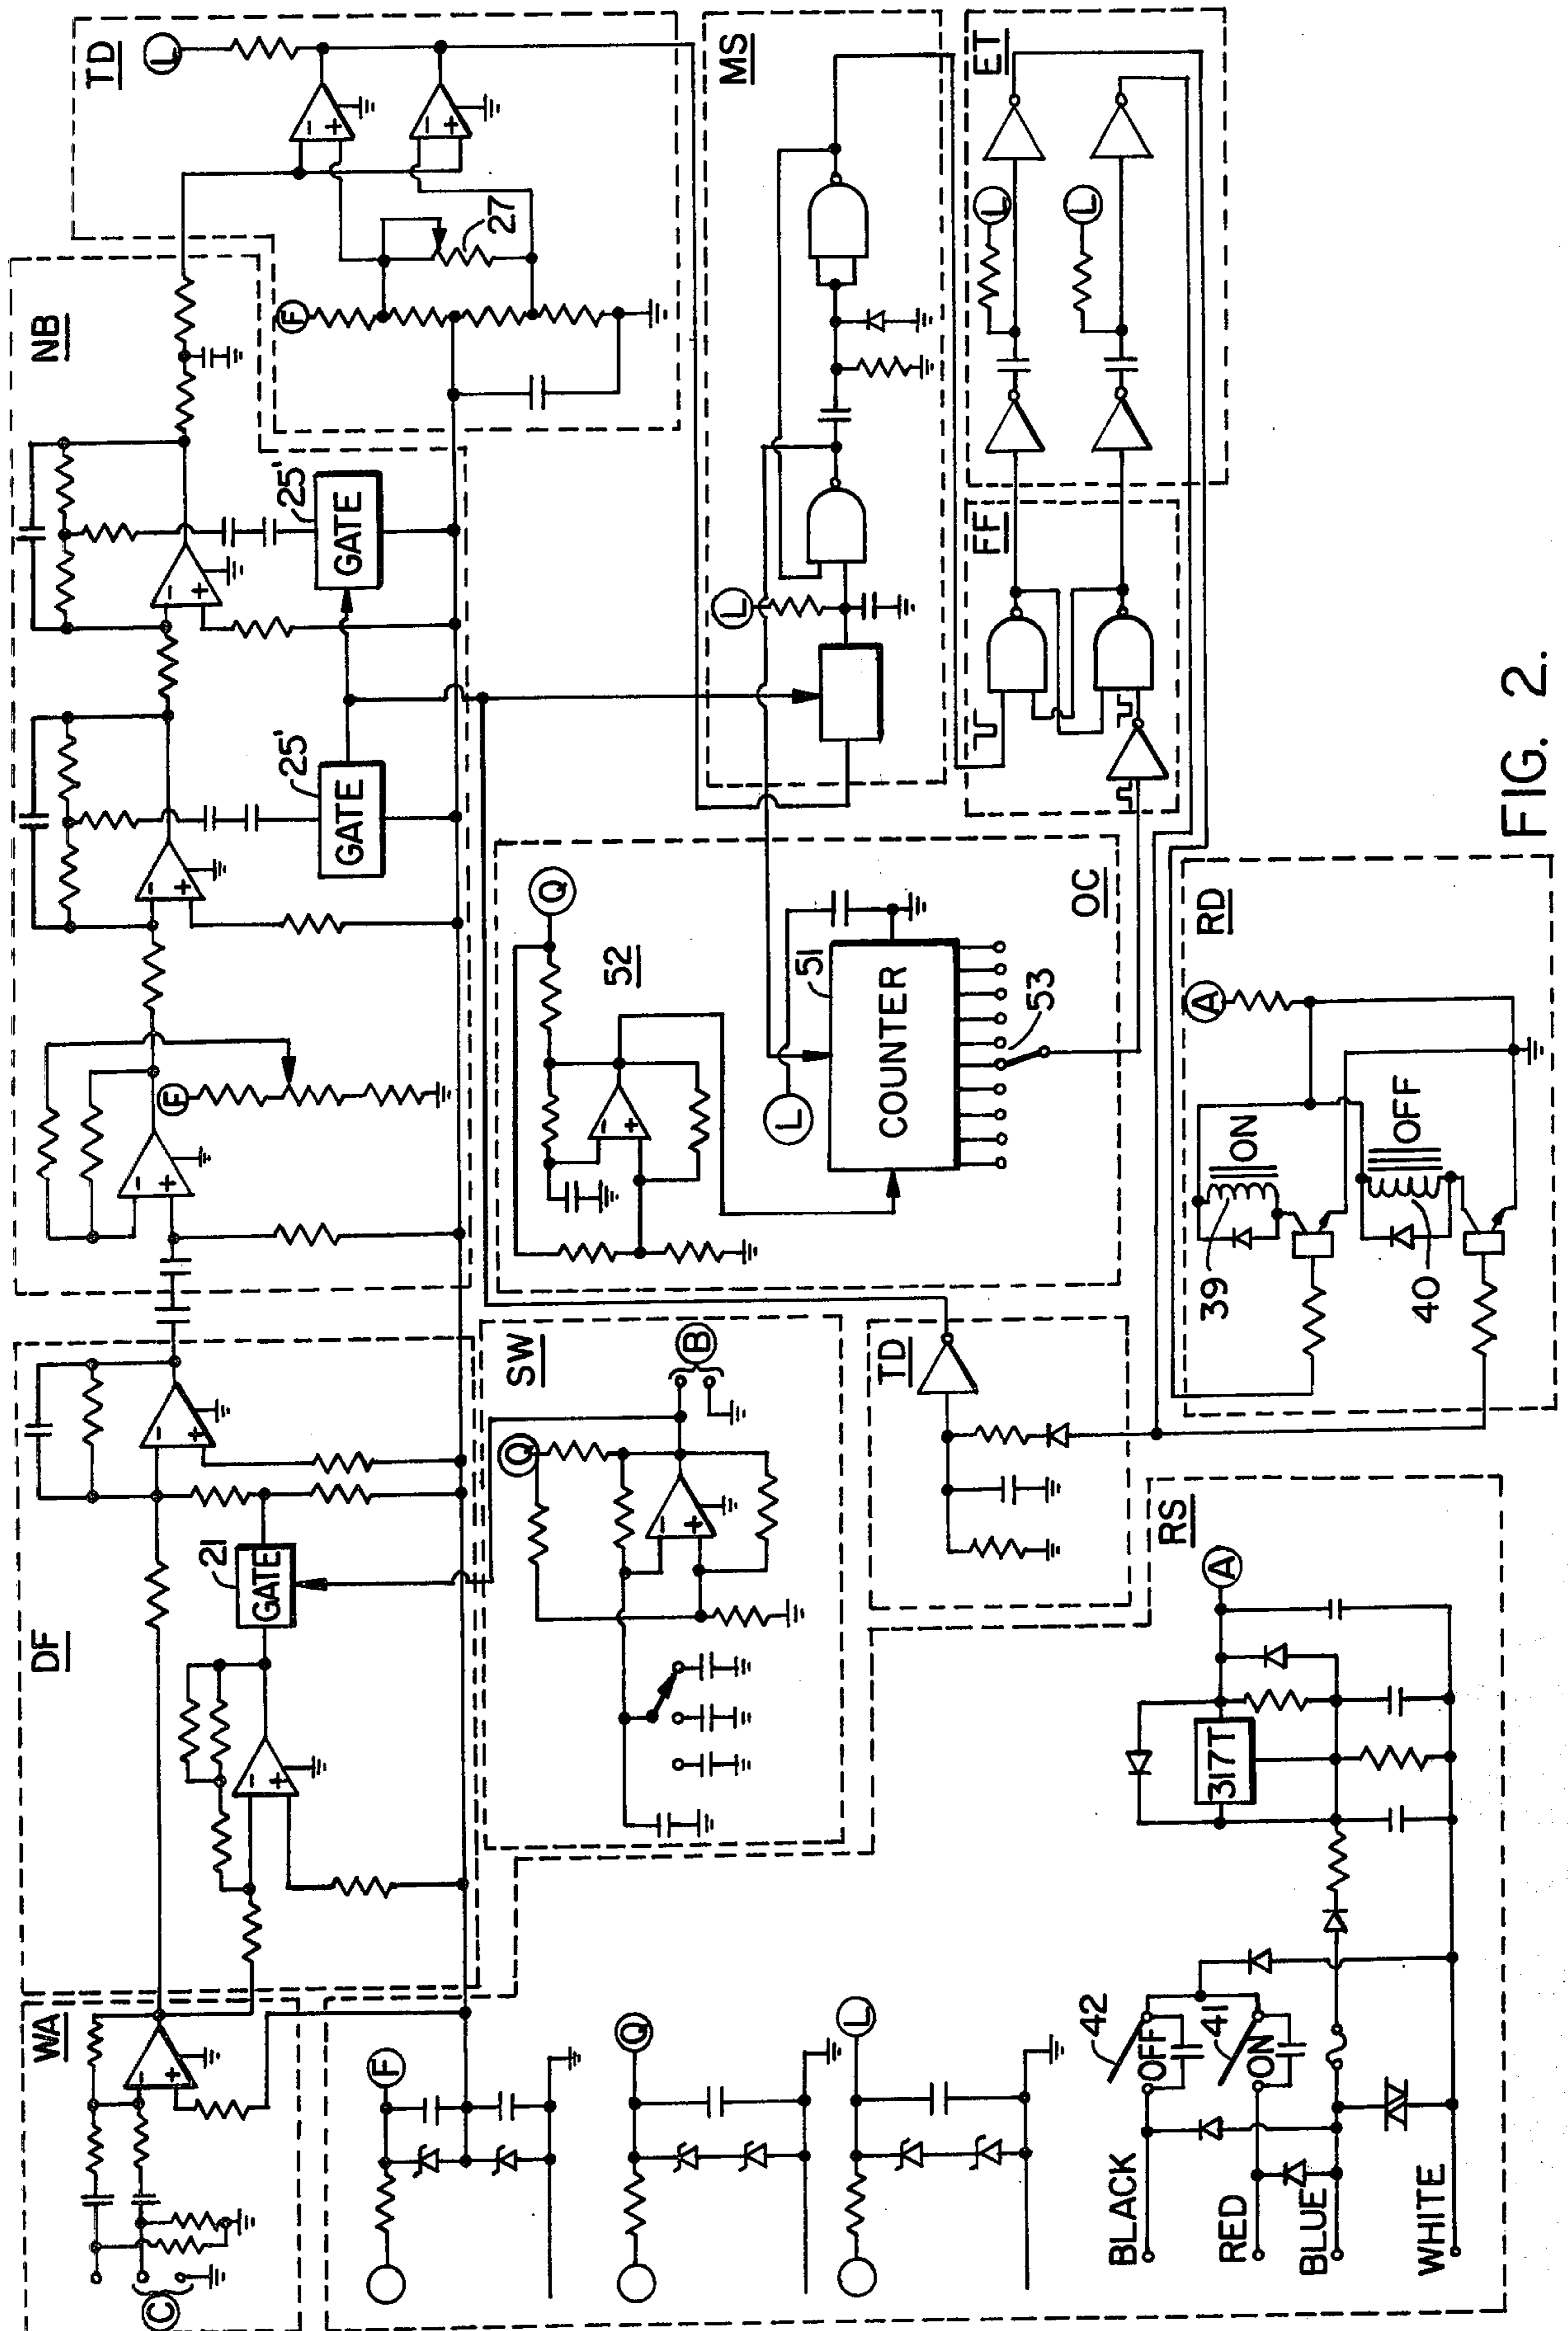 WA
C
DF
21
GATE
NB
F
25'
GATE
25'
GATE
TD
L
F
27
SW
Q
B
52
Q
OC
L
51
COUNTER
53
MS
L
FF
ET
L
L
TD
RD
A
39
ON
40
OFF
F
Q
L
RS
42
OFF
41
ON
BLACK
RED
BLUE
WHITE
317T
A
FIG. 2.